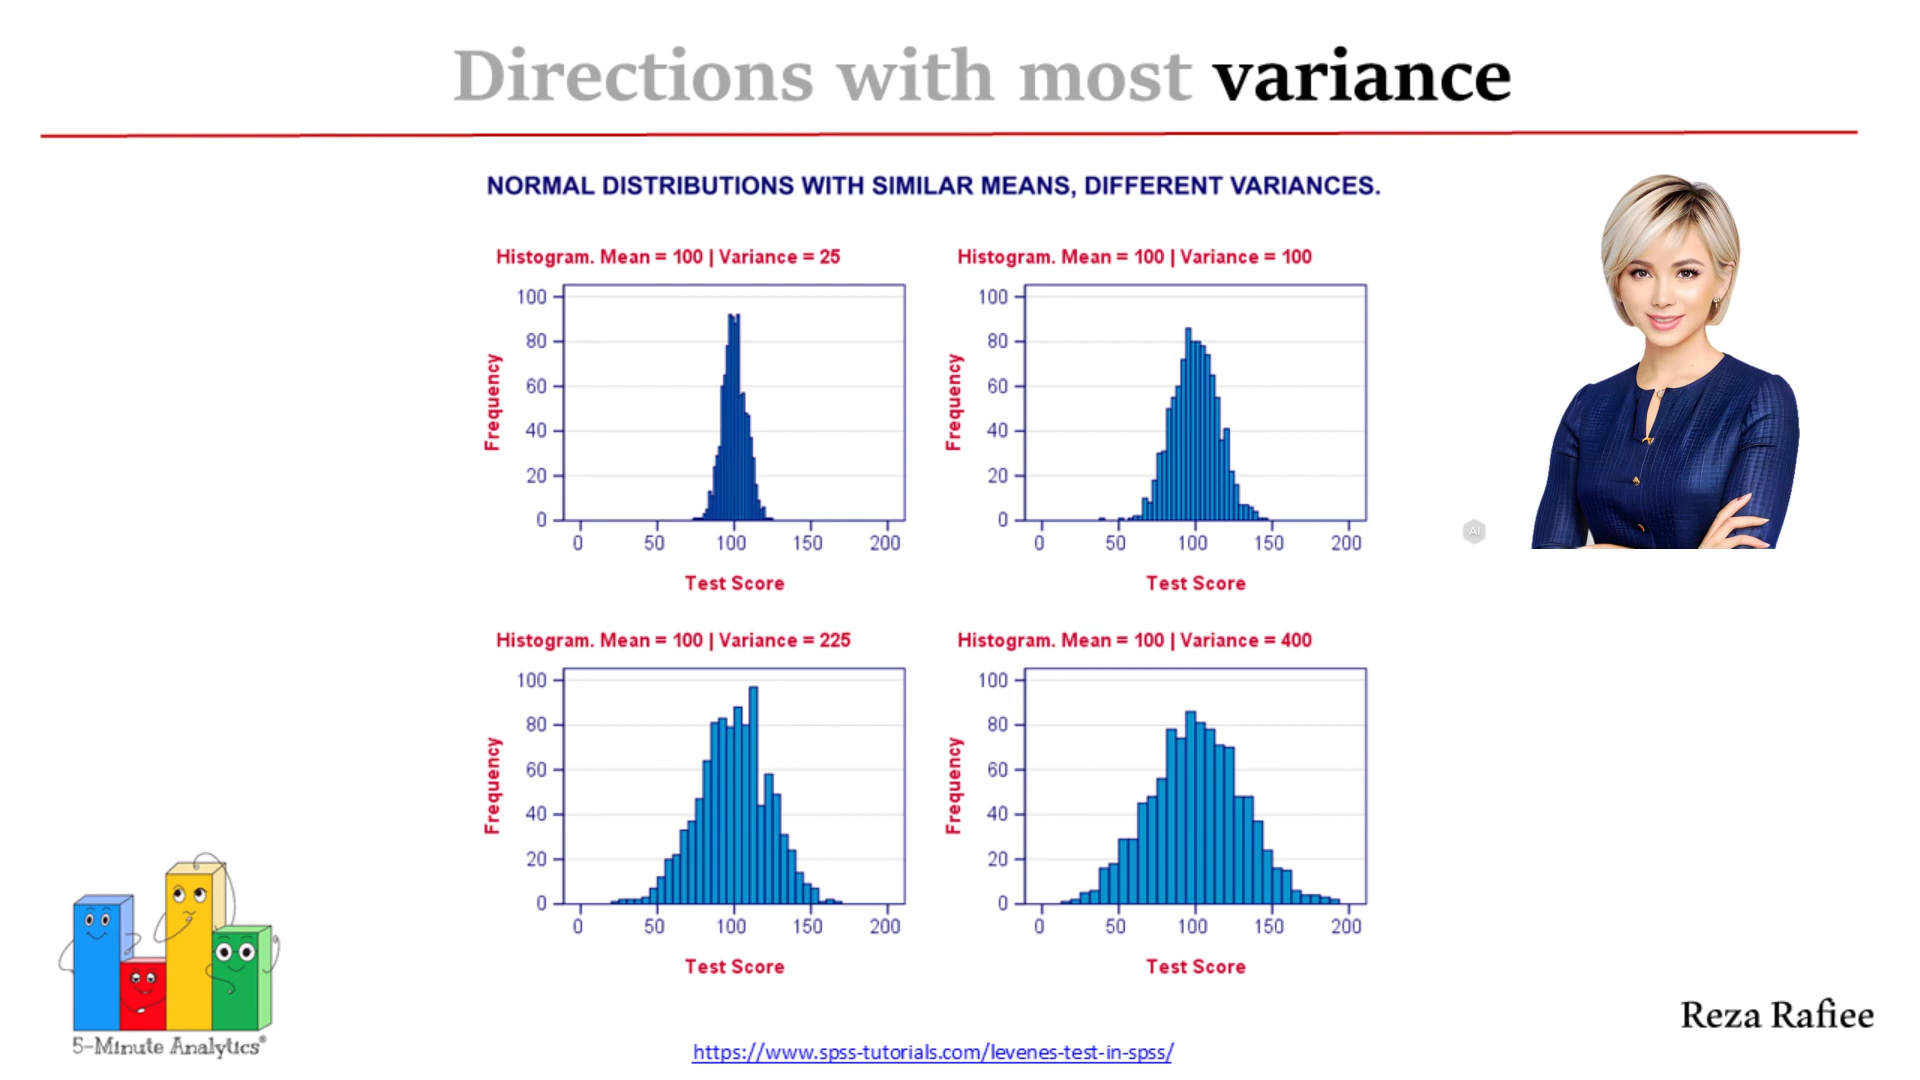 Directions with most variance
NORMAL DISTRIBUTIONS WITH SIMILAR MEANS, DIFFERENT VARIANCES.
Histogram. Mean = 100 | Variance = 25
100
80
60
40
20
0
Frequency
0 50 100 150 200
Test Score
Histogram. Mean = 100 | Variance = 100
100
80
60
40
20
0
Frequency
0 50 100 150 200
Test Score
AI
Histogram. Mean = 100 | Variance = 225
100
80
60
40
20
0
Frequency
0 50 100 150 200
Test Score
Histogram. Mean = 100 | Variance = 400
100
80
60
40
20
0
Frequency
0 50 100 150 200
Test Score
5-Minute Analytics®
Reza Rafiee
https://www.spss-tutorials.com/levenes-test-in-spss/